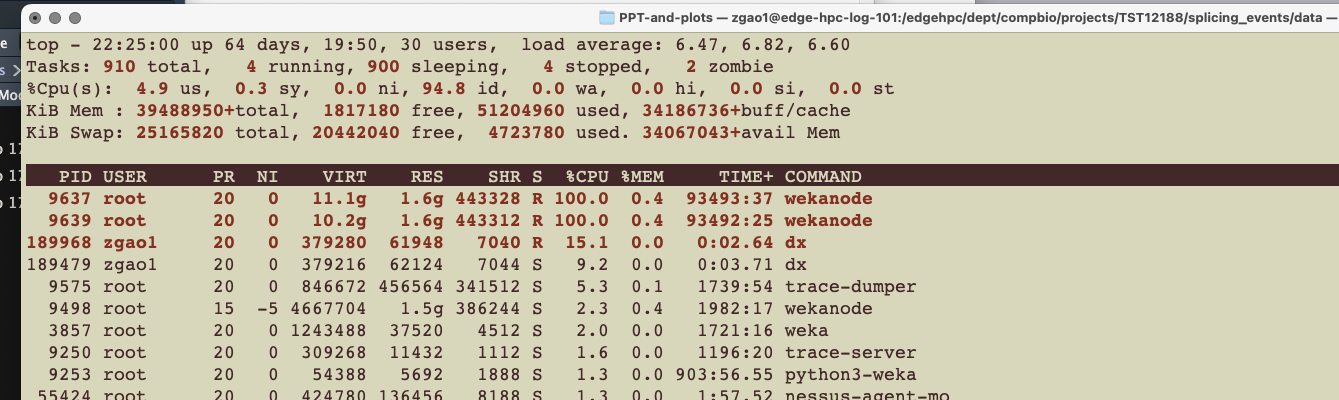 PPT-and-plots — zgao1@edge-hpc-log-101:/edgehpc/dept/compbio/projects/TST12188/splicing_events/data —
top - 22:25:00 up 64 days, 19:50, 30 users,  load average: 6.47, 6.82, 6.60
Tasks: 910 total,   4 running, 900 sleeping,   4 stopped,   2 zombie
%Cpu(s):  4.9 us,  0.3 sy,  0.0 ni, 94.8 id,  0.0 wa,  0.0 hi,  0.0 si,  0.0 st
KiB Mem : 39488950+total,  1817180 free, 51204960 used, 34186736+buff/cache
KiB Swap: 25165820 total, 20442040 free,  4723780 used. 34067043+avail Mem
PID USER PR NI VIRT RES SHR S %CPU %MEM TIME+ COMMAND
9637 root 20 0 11.1g 1.6g 443328 R 100.0 0.4 93493:37 wekanode
9639 root 20 0 10.2g 1.6g 443312 R 100.0 0.4 93492:25 wekanode
189968 zgao1 20 0 379280 61948 7040 R 15.1 0.0 0:02.64 dx
189479 zgao1 20 0 379216 62124 7044 S 9.2 0.0 0:03.71 dx
9575 root 20 0 846672 456564 341512 S 5.3 0.1 1739:54 trace-dumper
9498 root 15 -5 4667704 1.5g 386244 S 2.3 0.4 1982:17 wekanode
3857 root 20 0 1243488 37520 4512 S 2.0 0.0 1721:16 weka
9250 root 20 0 309268 11432 1112 S 1.6 0.0 1196:20 trace-server
9253 root 20 0 54388 5692 1888 S 1.3 0.0 903:56.55 python3-weka
55424 root 20 0 424780 136456 8188 S 1.3 0.0 1:57.52 nessus-agent-mo